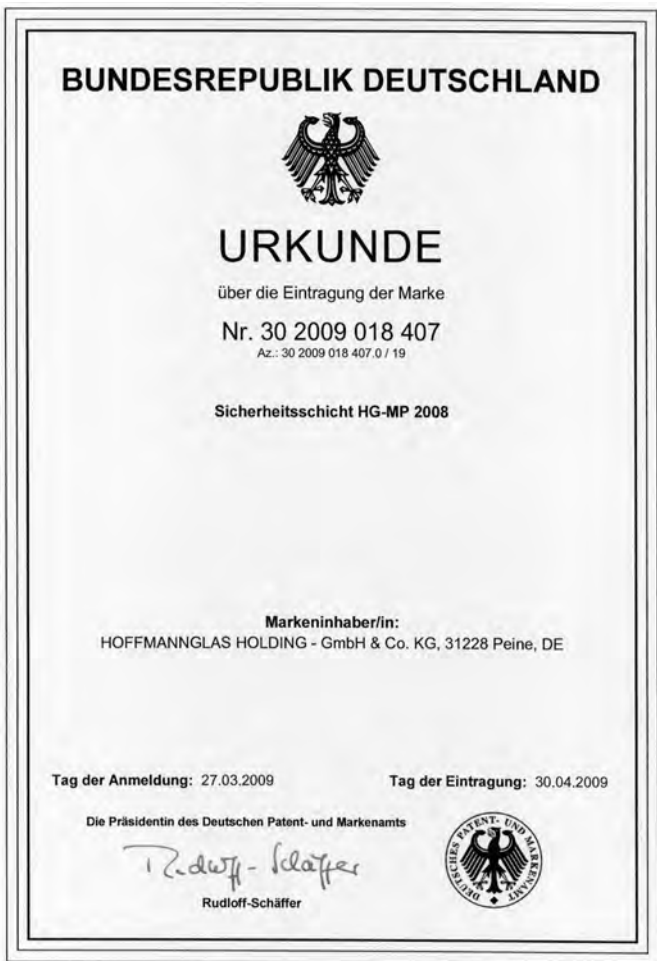 BUNDESREPUBLIK DEUTSCHLAND
URKUNDE
über die Eintragung der Marke
Nr. 30 2009 018 407
Az.: 30 2009 018 407.0 / 19
Sicherheitsschicht HG-MP 2008
Markeninhaber/in:
HOFFMANNGLAS HOLDING - GmbH & Co. KG, 31228 Peine, DE
Tag der Anmeldung: 27.03.2009 Tag der Eintragung: 30.04.2009
Die Präsidentin des Deutschen Patent- und Markenamts
Rudloff-Schäffer
Rudloff-Schäffer
DEUTSCHES PATENT- UND MARKENAMT